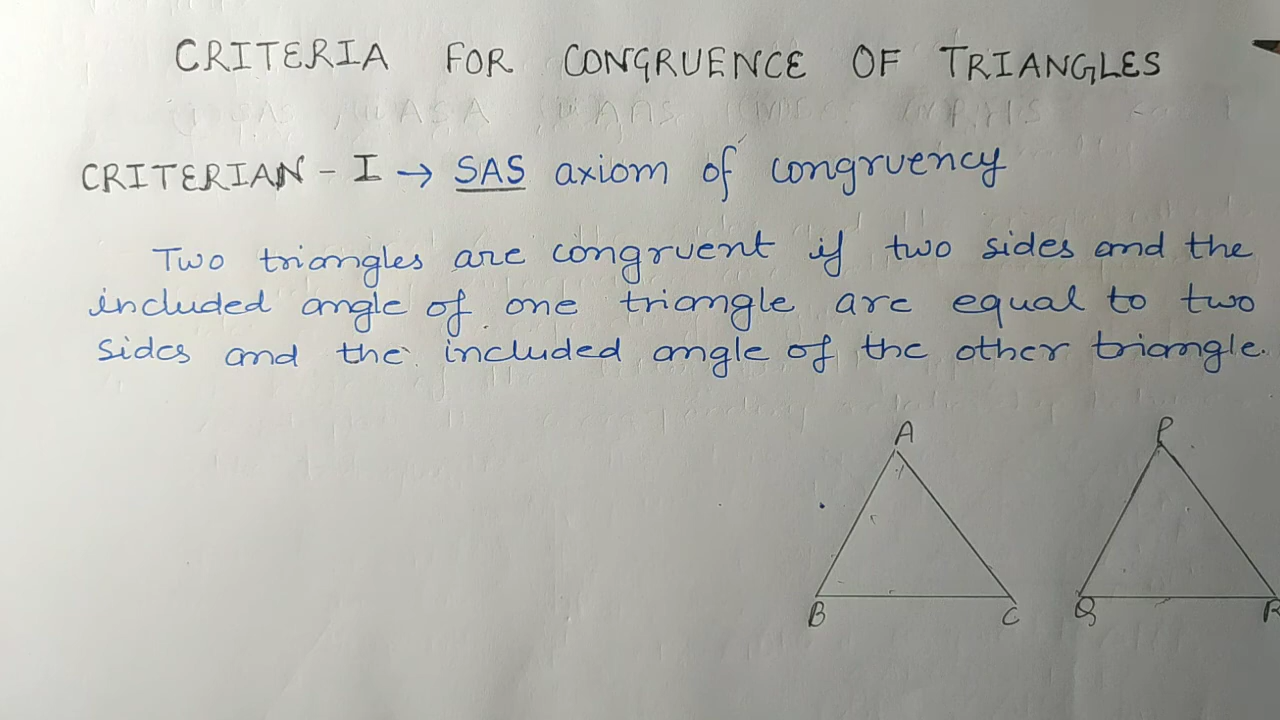 CRITERIA FOR CONGRUENCE OF TRIANGLES
CRITERIAN - I → SAS axiom of congruency
Two triangles are congruent if two sides and the
included angle of one triangle are equal to two
sides and the included angle of the other triangle.
A P
B C Q R